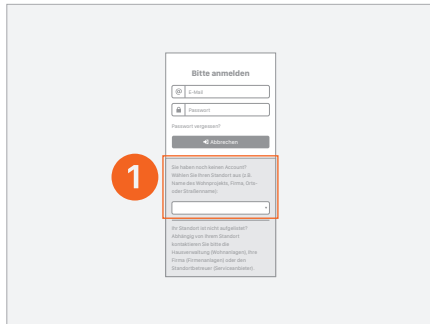 Bitte anmelden
@ E-Mail
Passwort
Passwort vergessen?
Abbrechen
1
Sie haben noch keinen Account?
Wählen Sie Ihren Standort aus (z.B.
Name des Wohnprojekts, Firma, Orts-
oder Straßenname):
Ihr Standort ist nicht aufgelistet?
Abhängig von Ihrem Standort
kontaktieren Sie bitte die
Hausverwaltung (Wohnanlagen), Ihre
Firma (Firmenanlagen) oder den
Standortbetreuer (Serviceanbieter).